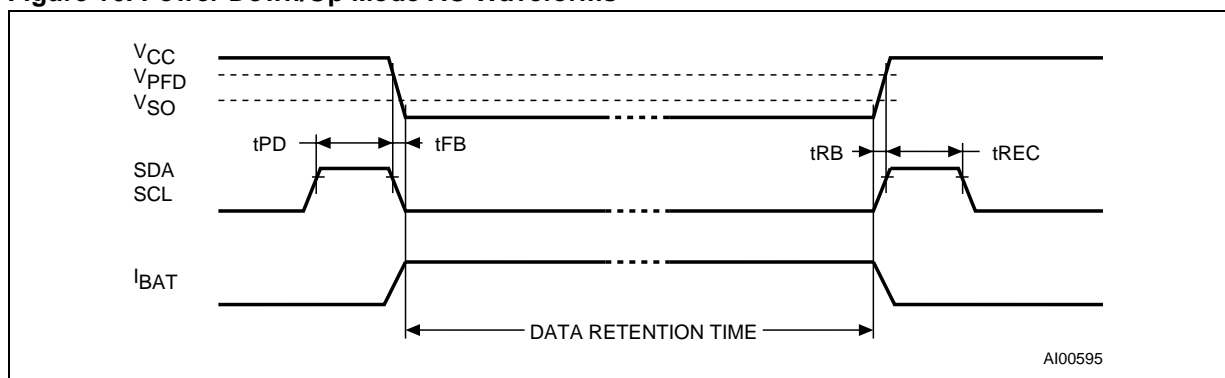 Figure 10. Power Down/Up Mode AC Waveforms
VCC
VPFD
VSO
tPD
tFB
tRB
tREC
SDA
SCL
IBAT
DATA RETENTION TIME
AI00595